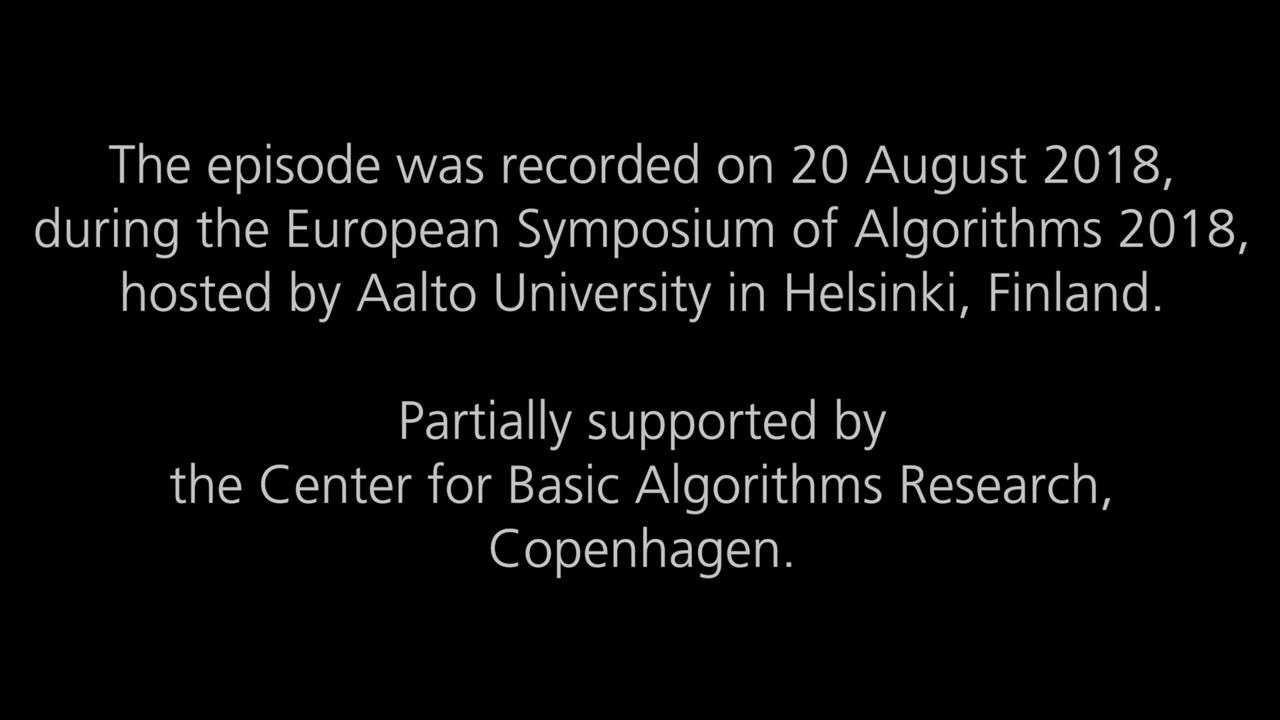 The episode was recorded on 20 August 2018,
during the European Symposium of Algorithms 2018,
hosted by Aalto University in Helsinki, Finland.
Partially supported by
the Center for Basic Algorithms Research,
Copenhagen.